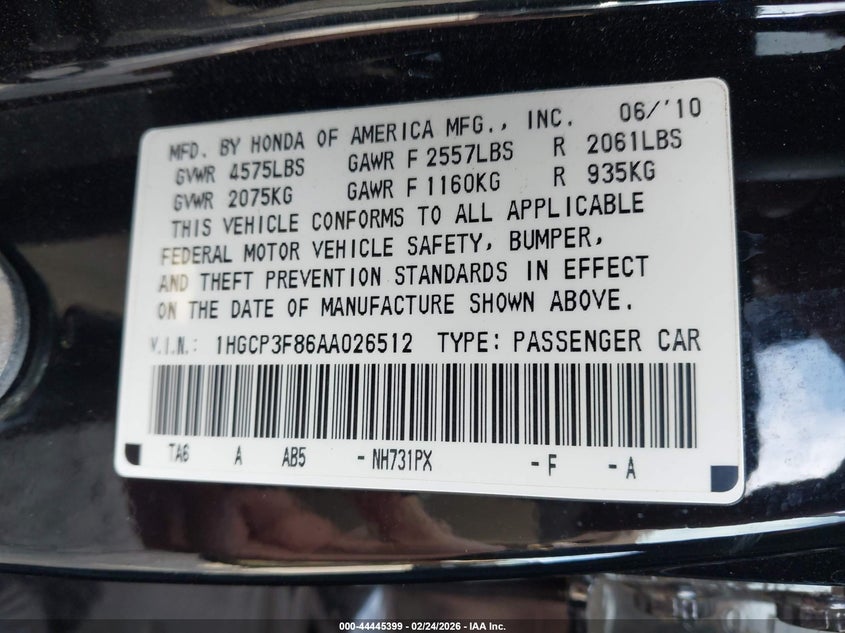 MFD. BY HONDA OF AMERICA MFG., INC. 06/'10
GVWR 4575LBS GAWR F 2557LBS R 2061LBS
GVWR 2075KG GAWR F 1160KG R 935KG
THIS VEHICLE CONFORMS TO ALL APPLICABLE
FEDERAL MOTOR VEHICLE SAFETY, BUMPER,
AND THEFT PREVENTION STANDARDS IN EFFECT
ON THE DATE OF MANUFACTURE SHOWN ABOVE.
V.I.N.: 1HGCP3F86AA026512 TYPE: PASSENGER CAR
TA6 A AB5 -NH731PX -F -A
000-44445399 - 02/24/2026 - IAA Inc.